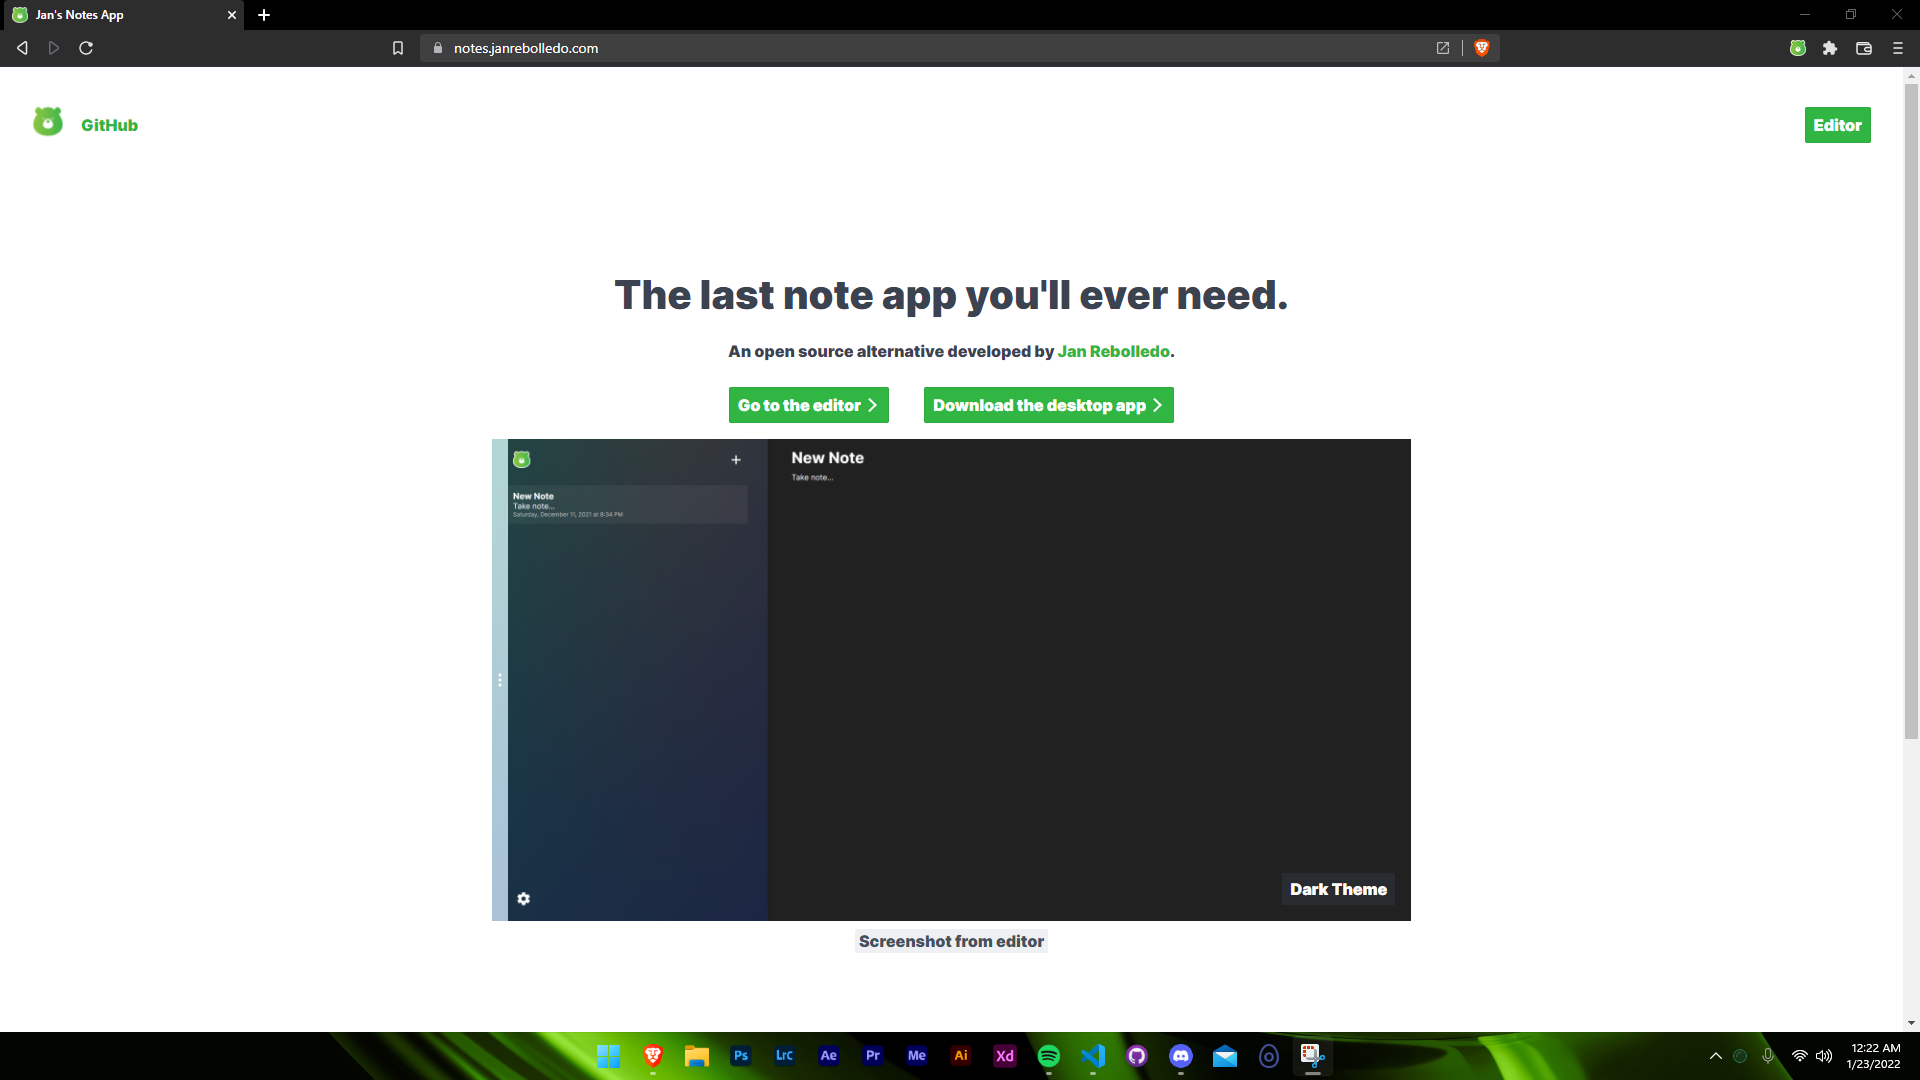 Jan's Notes App
notes.janrebolledo.com
GitHub
Editor
The last note app you'll ever need.
An open source alternative developed by Jan Rebolledo.
Go to the editor
Download the desktop app
New Note
Take note...
Saturday, December 11, 2021 at 8:34 PM
New Note
Take note...
Dark Theme
Screenshot from editor
Ps
Lrc
Ae
Pr
Me
Ai
Xd
12:22 AM
1/23/2022